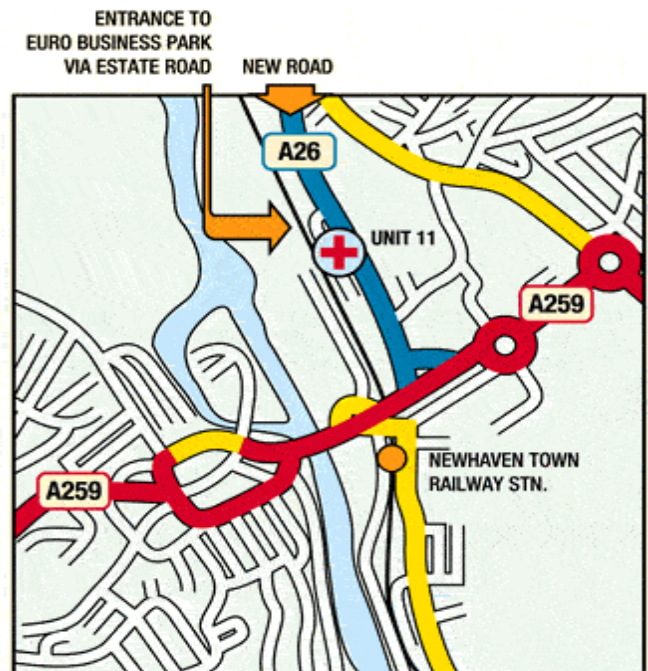 ENTRANCE TO
EURO BUSINESS PARK
VIA ESTATE ROAD
NEW ROAD
A26
UNIT 11
A259
NEWHAVEN TOWN
RAILWAY STN.
A259